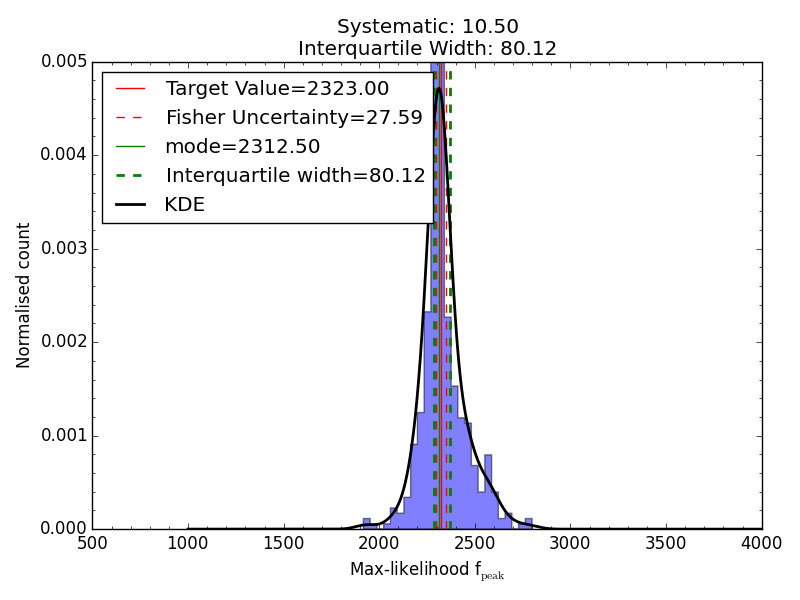 Systematic: 10.50
Interquartile Width: 80.12
Target Value=2323.00
Fisher Uncertainty=27.59
mode=2312.50
Interquartile width=80.12
KDE
Normalised count
0.005
0.004
0.003
0.002
0.001
0.000
500 1000 1500 2000 2500 3000 3500 4000
Max-likelihood f_peak